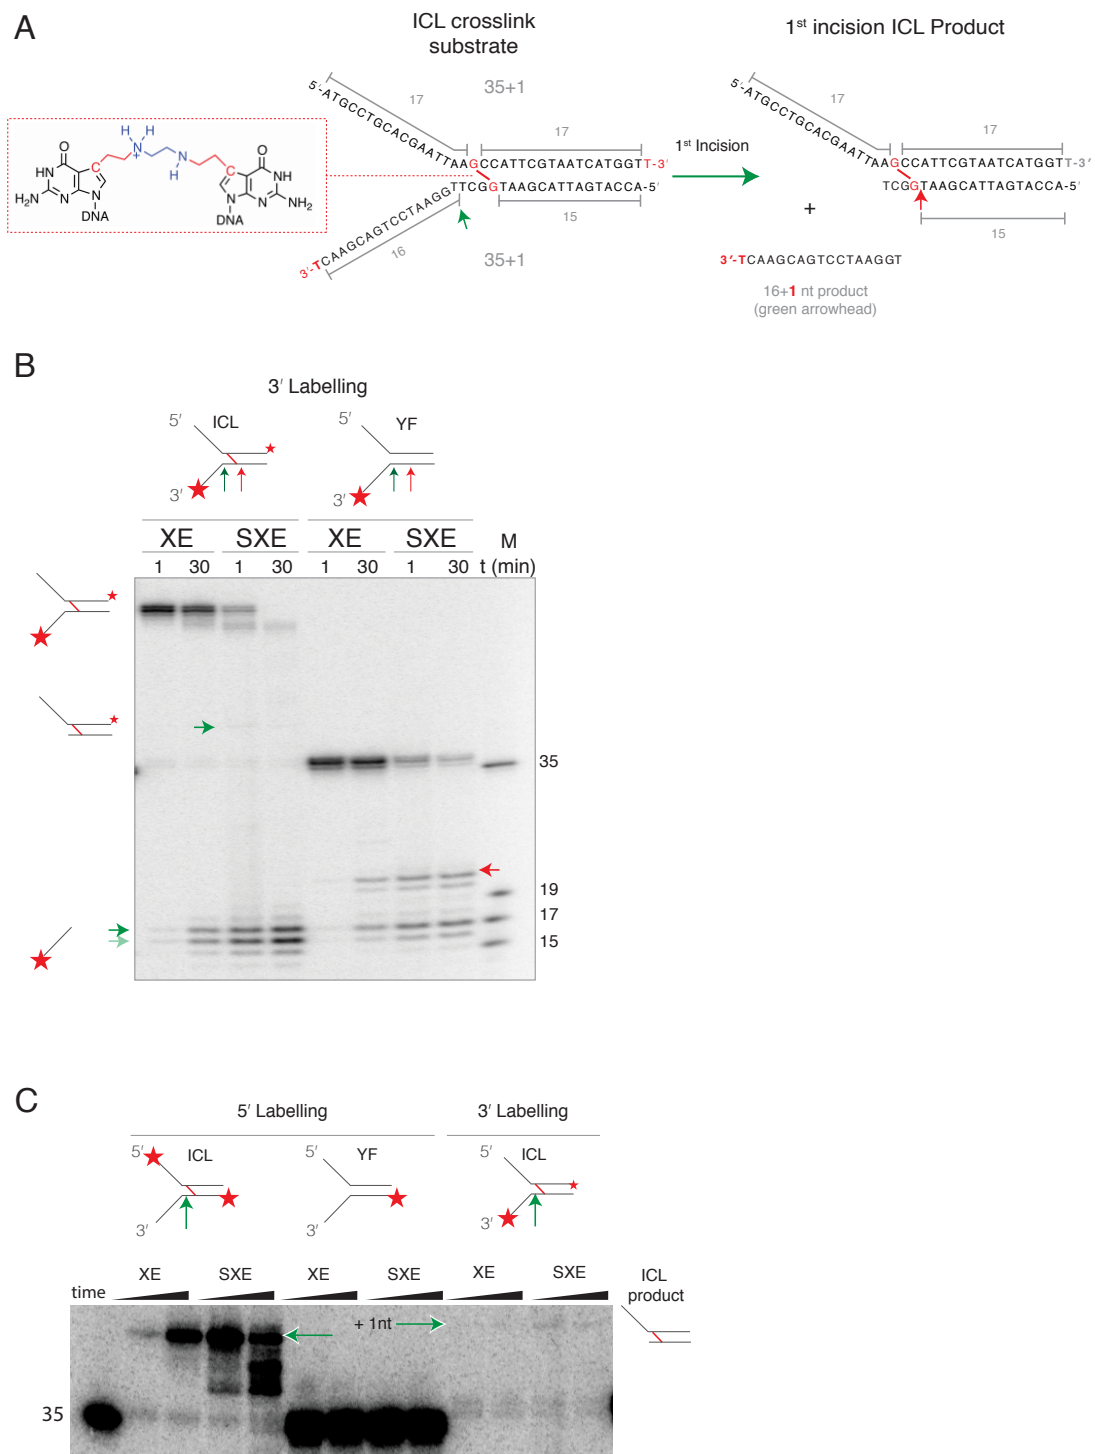 A
ICL crosslink
substrate
1st incision ICL Product
35+1
5′-ATGCCTGCACGAATTAAGCCATTCGTAATCATGGTT-3′
17
17
3′-TCAAGCAGTCCTAAGGTTCGGTAAGCATTAGTACCA-5′
16
15
35+1
O
HN
H2N
N
N
DNA
H
H
N
+
N
H
O
NH
N
NH2
N
DNA
1st Incision
5′-ATGCCTGCACGAATTAAGCCATTCGTAATCATGGTT-3′
17
17
TCGGTAAGCATTAGTACCA-5′
15
+
3′-TCAAGCAGTCCTAAGGT
16+1 nt product
(green arrowhead)
B
3′ Labelling
5′
ICL
3′
5′
YF
3′
XE
SXE
XE
SXE
M
1
30
1
30
1
30
1
30
t (min)
35
19
17
15
C
5′ Labelling
3′ Labelling
5′
ICL
3′
5′
YF
3′
5′
ICL
3′
time
XE
SXE
XE
SXE
XE
SXE
ICL
product
+ 1nt
35